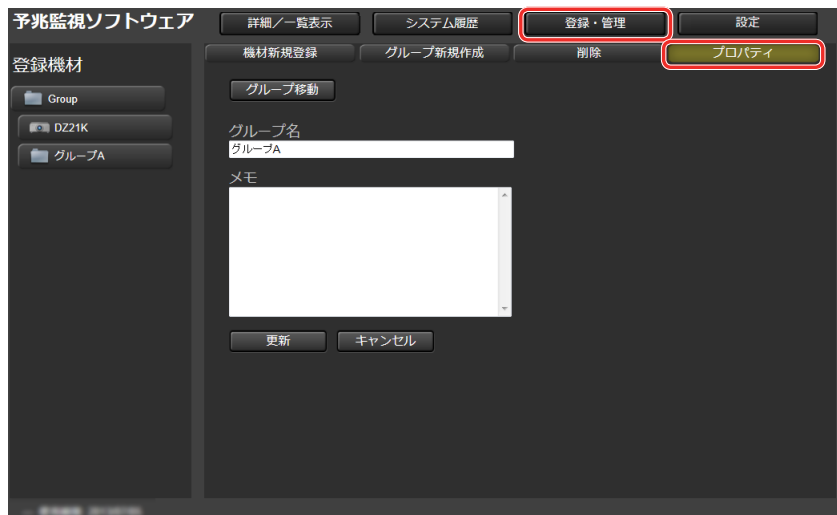 予兆監視ソフトウェア
詳細／一覧表示
システム履歴
登録・管理
設定
機材新規登録
グループ新規作成
削除
プロパティ
登録機材
Group
DZ21K
グループA
グループ移動
グループ名
グループA
メモ
更新
キャンセル